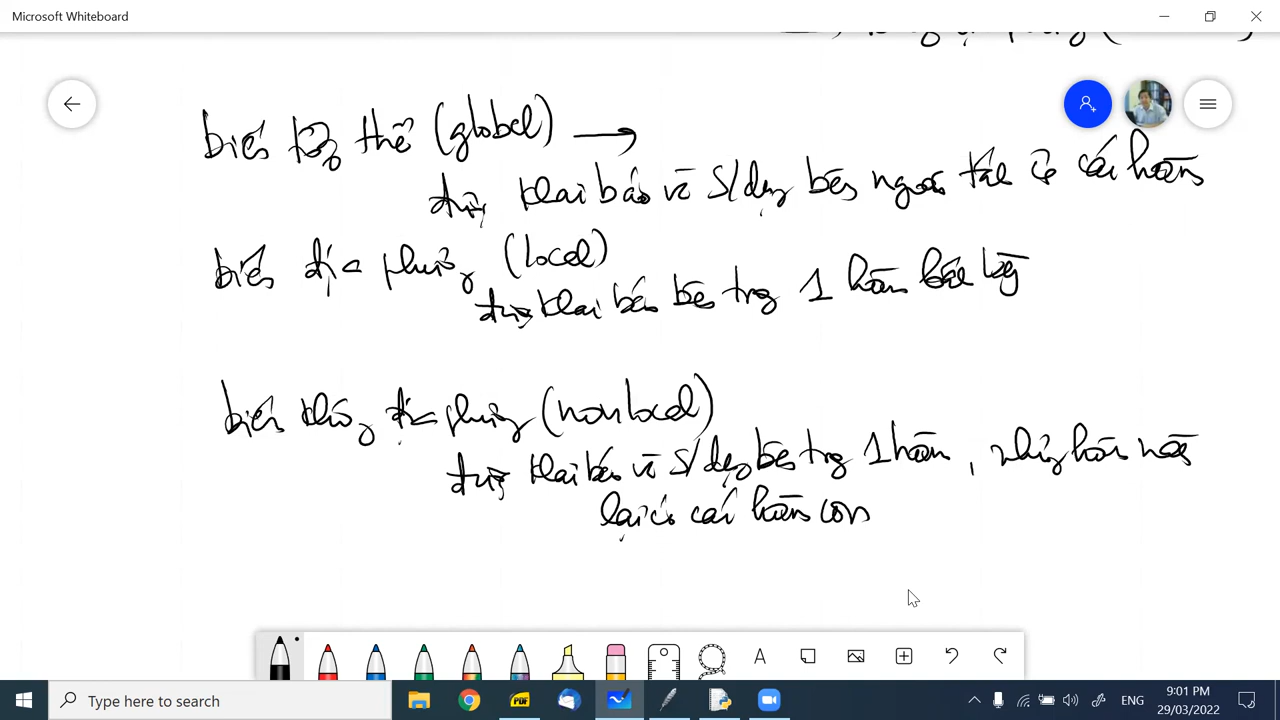 Microsoft Whiteboard
biến tổng thể (global) →
được khai báo và s/dụng bên ngoài tất cả các hàm
biến địa phương (local)
được khai báo bên trong 1 hàm bất kỳ
biến không địa phương (nonlocal)
được khai báo và s/dụng bên trong 1 hàm, nhưng hàm này
lại có các hàm con
Type here to search
ENG
9:01 PM
29/03/2022